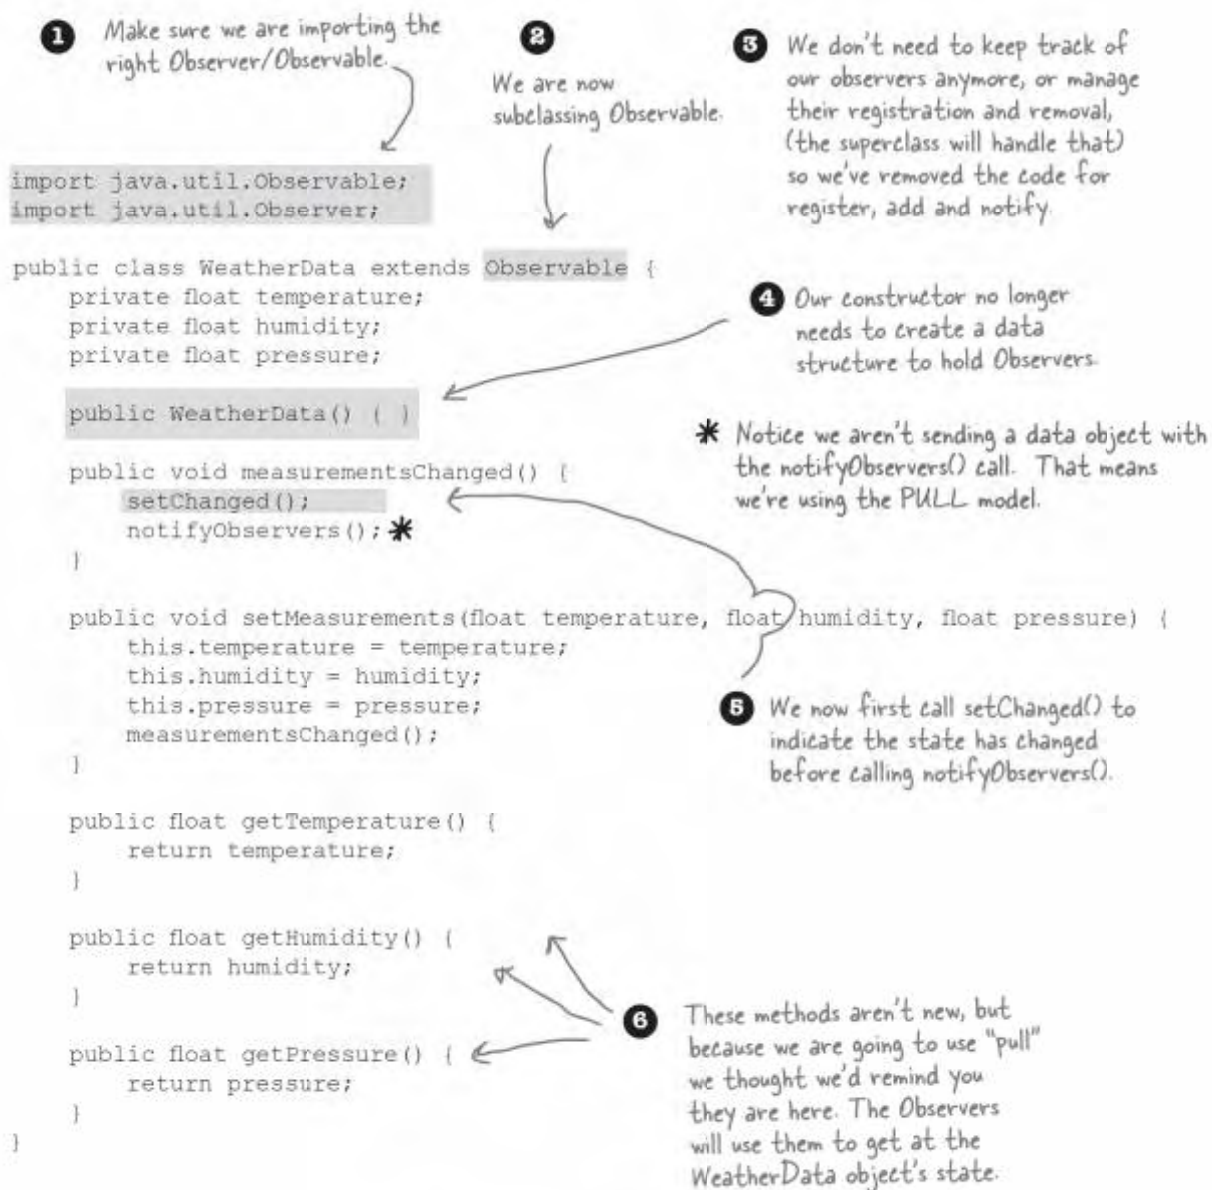 1 Make sure we are importing the
right Observer/Observable.
2
We are now
subclassing Observable.
3 We don't need to keep track of
our observers anymore, or manage
their registration and removal,
(the superclass will handle that)
so we've removed the code for
register, add and notify.
import java.util.Observable;
import java.util.Observer;
public class WeatherData extends Observable {
private float temperature;
private float humidity;
private float pressure;
4 Our constructor no longer
needs to create a data
structure to hold Observers.
public WeatherData() { }
* Notice we aren't sending a data object with
the notifyObservers() call. That means
we're using the PULL model.
public void measurementsChanged() {
setChanged();
notifyObservers(); *
}
public void setMeasurements(float temperature, float humidity, float pressure) {
this.temperature = temperature;
this.humidity = humidity;
this.pressure = pressure;
measurementsChanged();
}
5 We now first call setChanged() to
indicate the state has changed
before calling notifyObservers().
public float getTemperature() {
return temperature;
}
public float getHumidity() {
return humidity;
}
public float getPressure() {
return pressure;
}
}
6 These methods aren't new, but
because we are going to use "pull"
we thought we'd remind you
they are here. The Observers
will use them to get at the
WeatherData object's state.